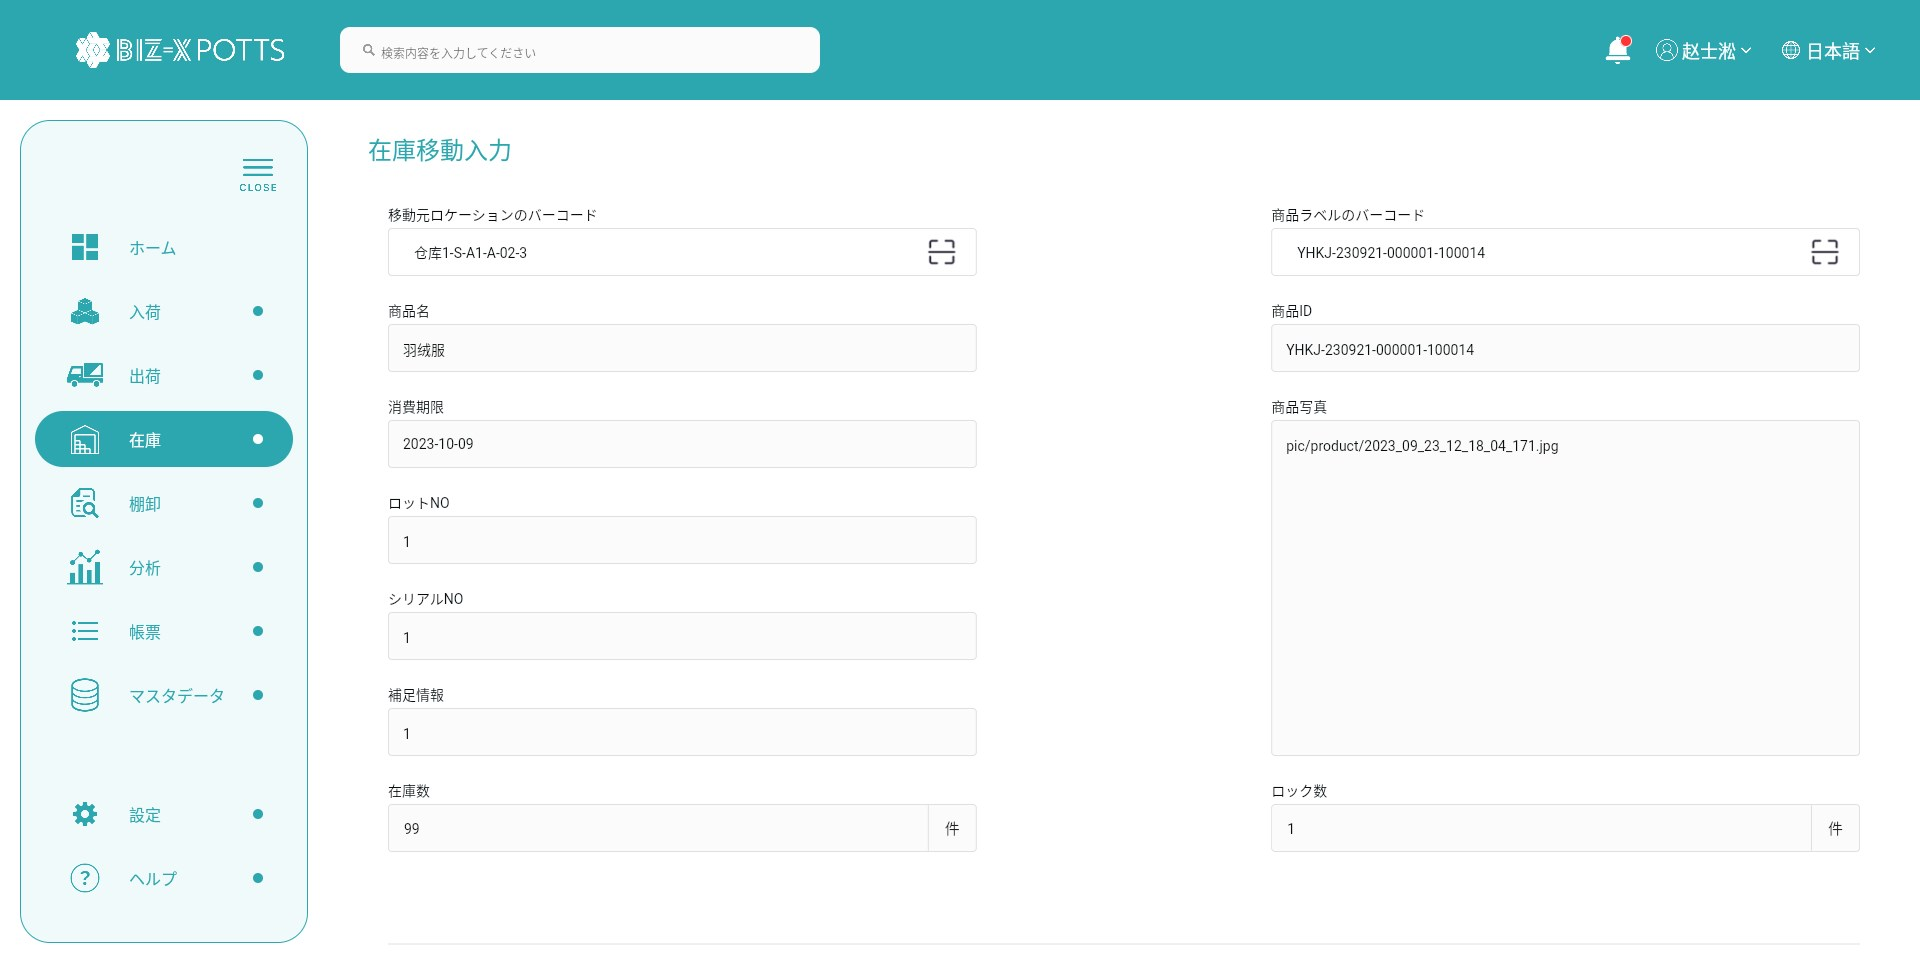 BIZ-X POTTS
検索内容を入力してください
赵士淞
日本語
CLOSE
ホーム
入荷
出荷
在庫
棚卸
分析
帳票
マスタデータ
設定
ヘルプ
在庫移動入力
移動元ロケーションのバーコード
仓库1-S-A1-A-02-3
商品ラベルのバーコード
YHKJ-230921-000001-100014
商品名
羽绒服
商品ID
YHKJ-230921-000001-100014
消費期限
2023-10-09
商品写真
pic/product/2023_09_23_12_18_04_171.jpg
ロットNO
1
シリアルNO
1
補足情報
1
在庫数
99 件
ロック数
1 件